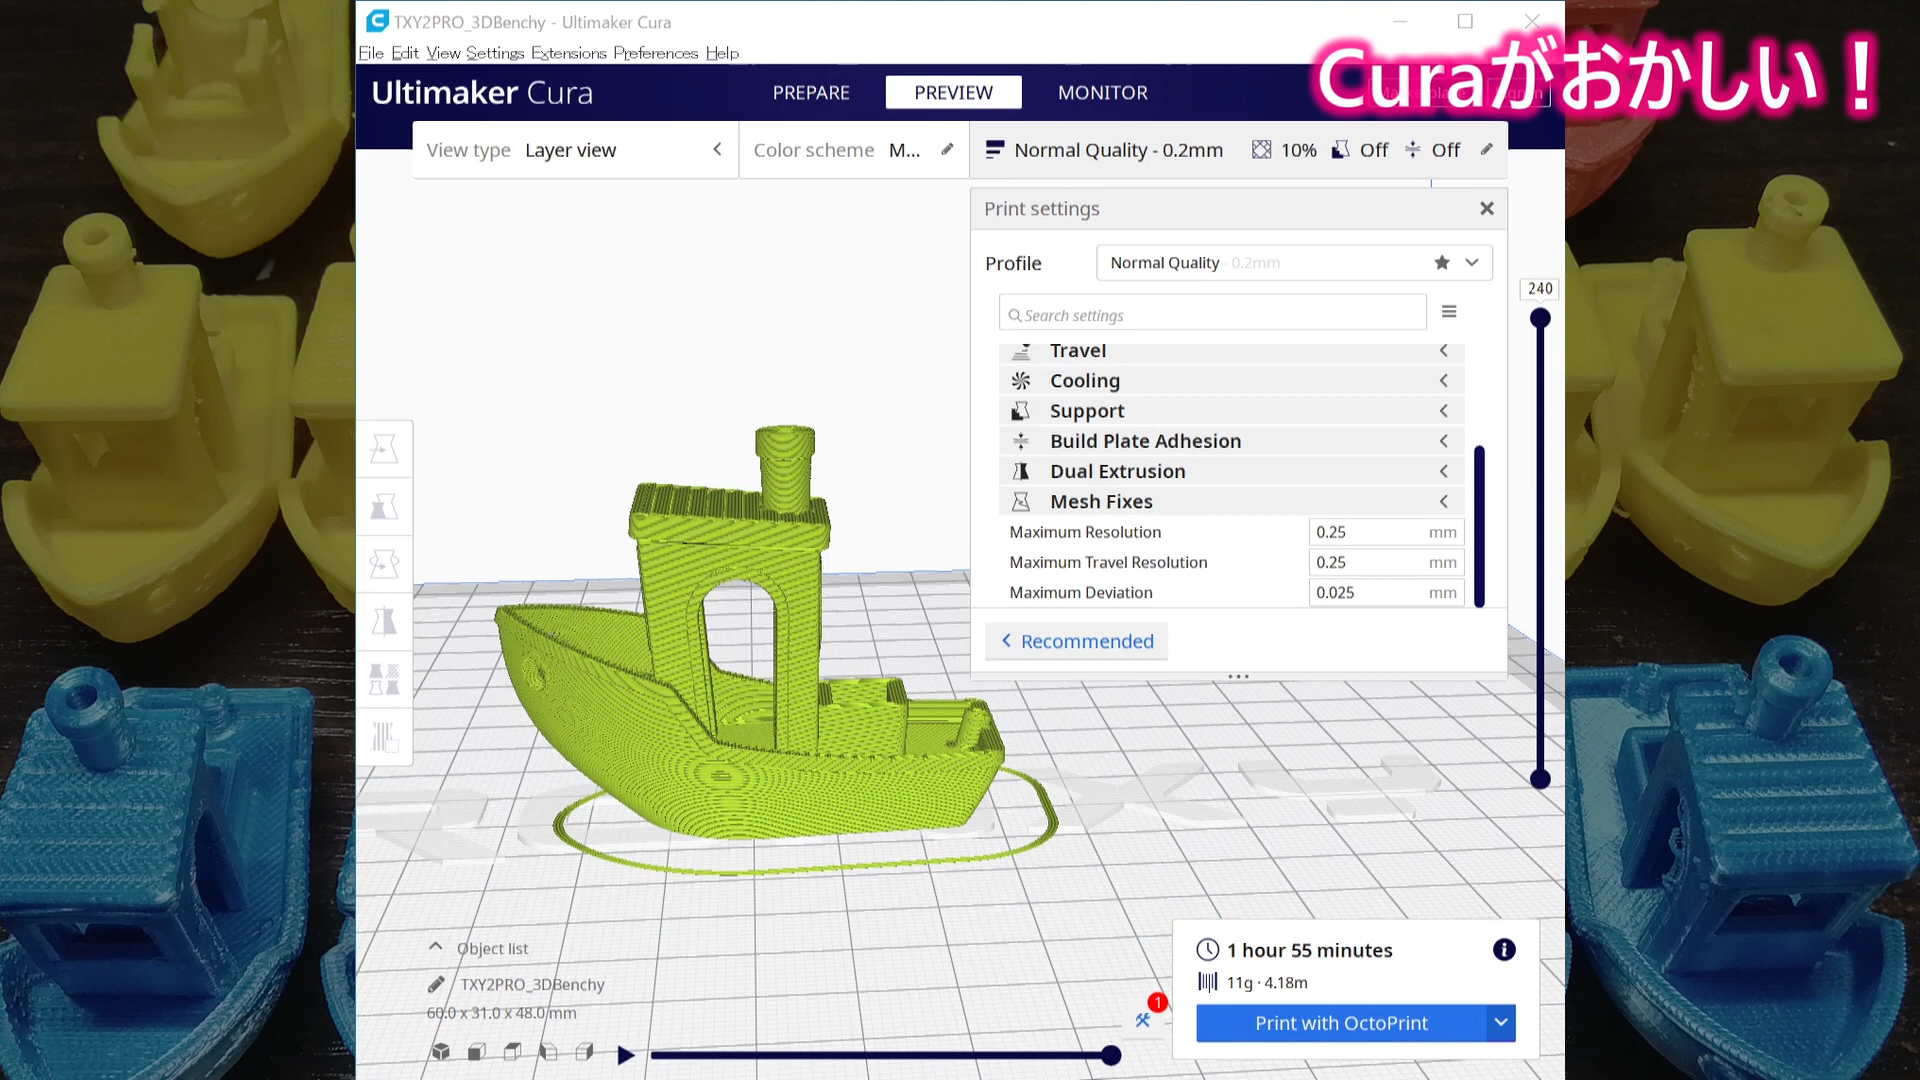 TXY2PRO_3DBenchy - Ultimaker Cura
File Edit View Settings Extensions Preferences Help
Curaがおかしい！
Ultimaker Cura
PREPARE
PREVIEW
MONITOR
View type Layer view
Color scheme M...
Normal Quality - 0.2mm
10%
Off
Off
Print settings
Profile
Normal Quality - 0.2mm
Search settings
Travel
Cooling
Support
Build Plate Adhesion
Dual Extrusion
Mesh Fixes
Maximum Resolution 0.25 mm
Maximum Travel Resolution 0.25 mm
Maximum Deviation 0.025 mm
Recommended
240
Object list
TXY2PRO_3DBenchy
60.0 x 31.0 x 48.0 mm
1
1 hour 55 minutes
11g · 4.18m
Print with OctoPrint